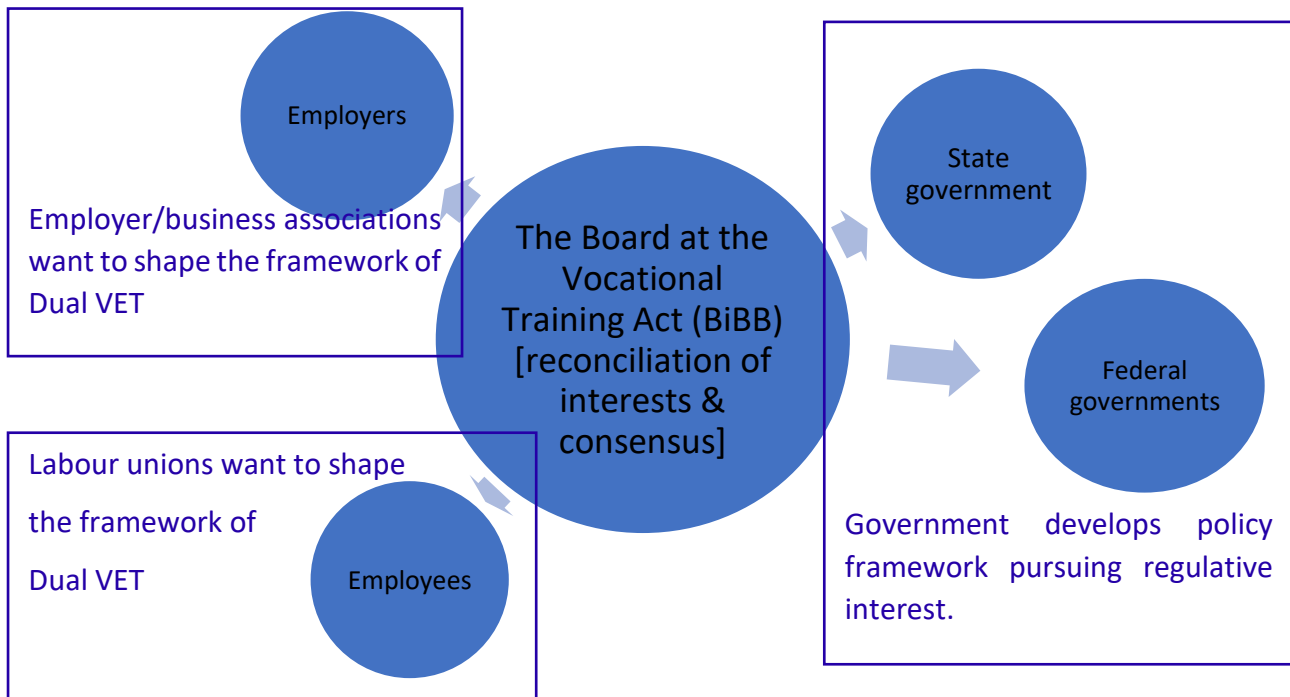 Employers
Employer/business associations
want to shape the framework of
Dual VET
Labour unions want to shape
the framework of
Dual VET
Employees
The Board at the
Vocational
Training Act (BiBB)
[reconciliation of
interests &
consensus]
State
government
Federal
governments
Government develops policy
framework pursuing regulative
interest.